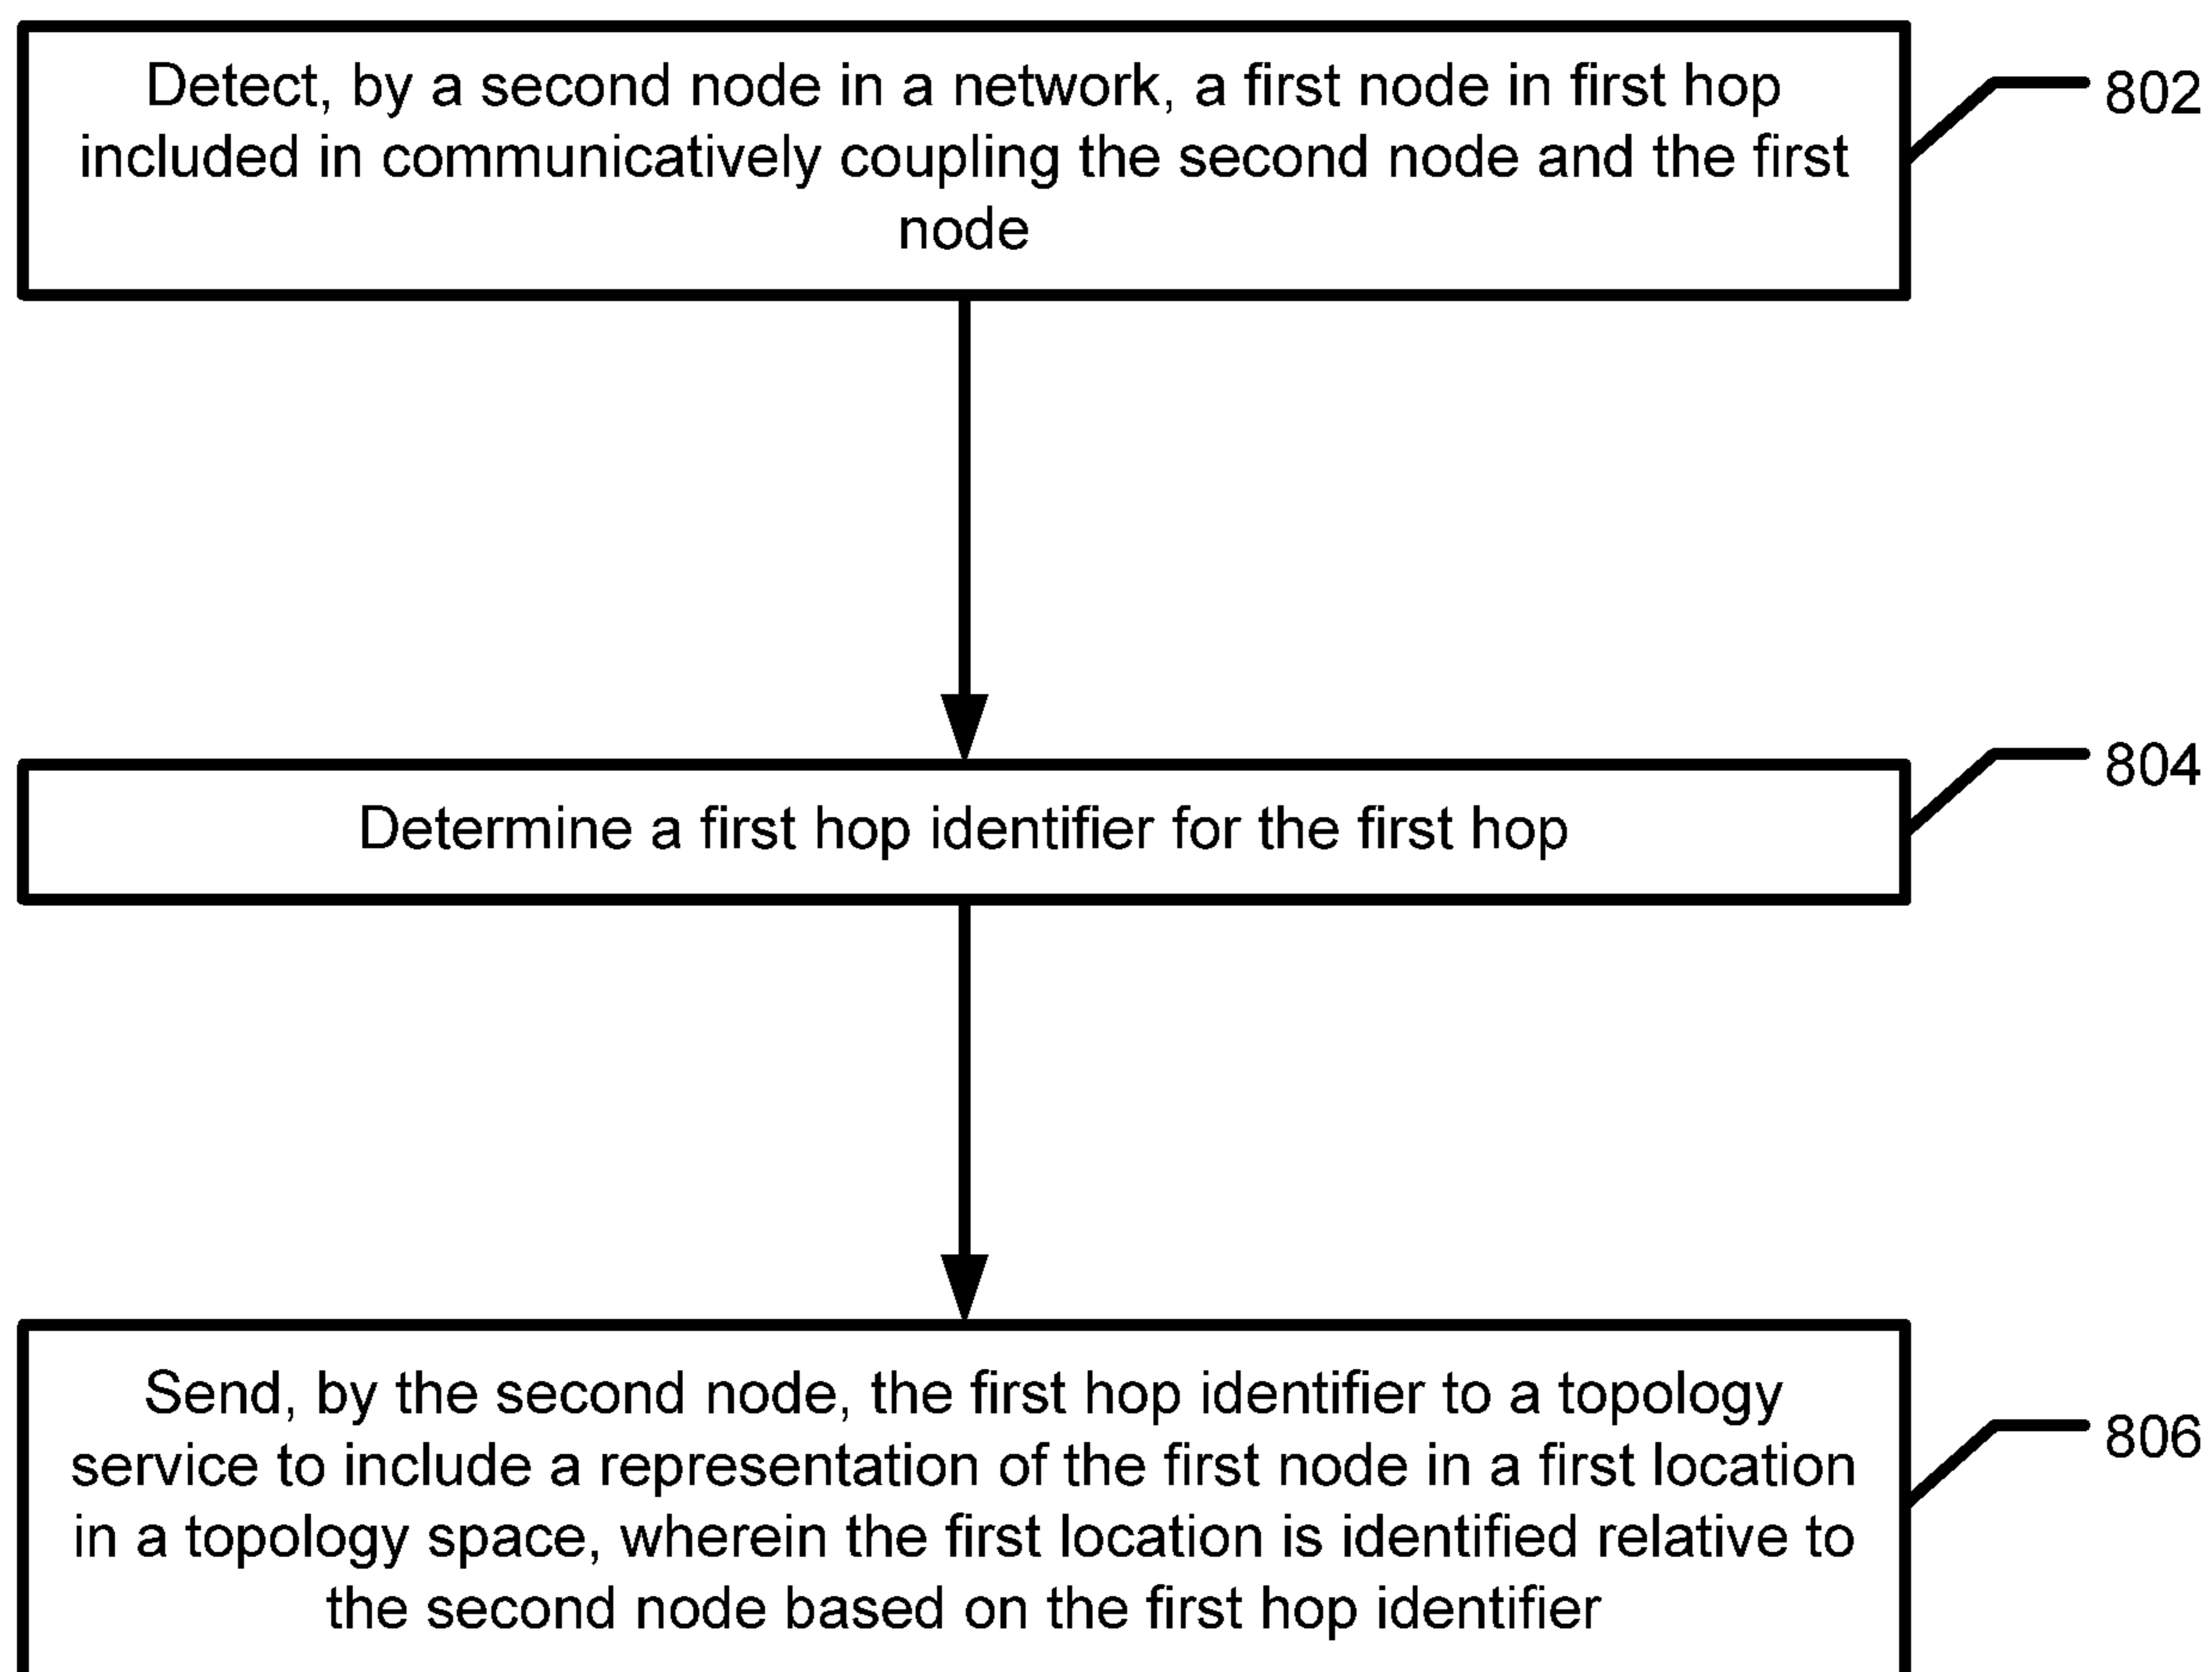 Detect, by a second node in a network, a first node in first hop
included in communicatively coupling the second node and the first
node
802
Determine a first hop identifier for the first hop
804
Send, by the second node, the first hop identifier to a topology
service to include a representation of the first node in a first location
in a topology space, wherein the first location is identified relative to
the second node based on the first hop identifier
806